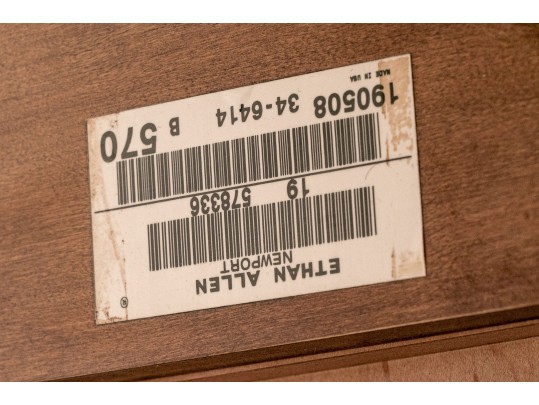 ®
ETHAN ALLEN
NEWPORT
19 578336
190508 34-6414 B 570
MADE IN USA